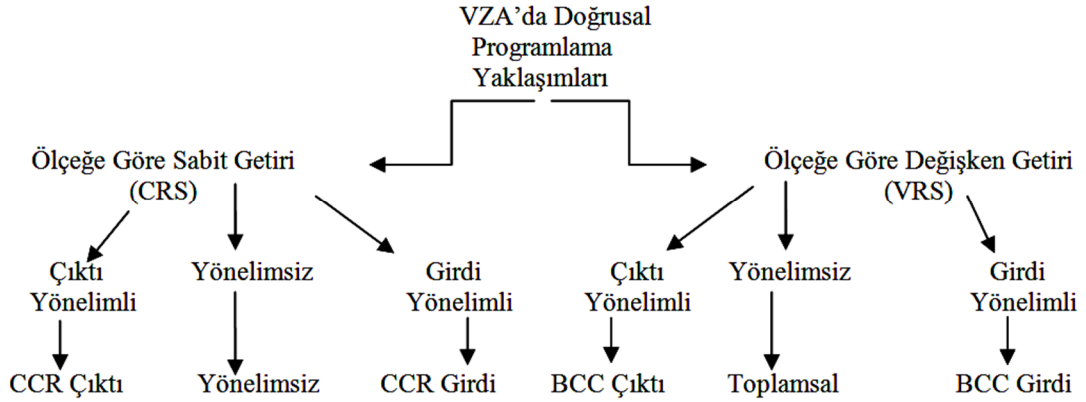 VZA’da Doğrusal
Programlama
Yaklaşımları
Ölçeğe Göre Sabit Getiri
(CRS)
Ölçeğe Göre Değişken Getiri
(VRS)
Çıktı
Yönelimli
Yönelimsiz
Girdi
Yönelimli
Çıktı
Yönelimli
Yönelimsiz
Girdi
Yönelimli
CCR Çıktı
Yönelimsiz
CCR Girdi
BCC Çıktı
Toplamsal
BCC Girdi